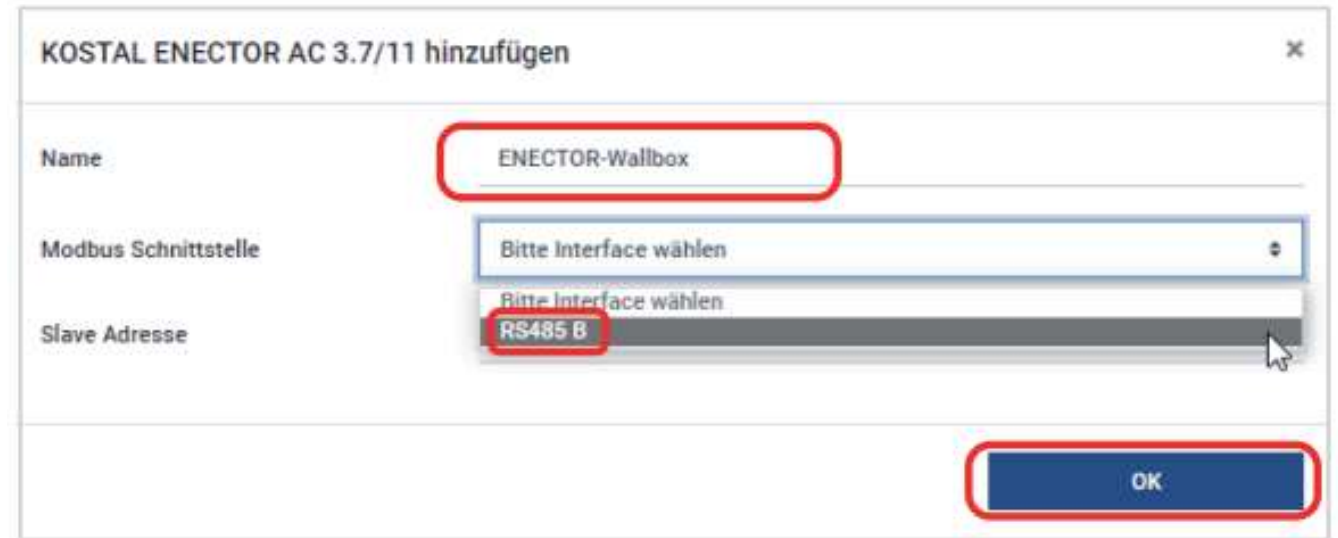 KOSTAL ENECTOR AC 3.7/11 hinzufügen ×
Name ENECTOR-Wallbox
Modbus Schnittstelle Bitte Interface wählen
Bitte Interface wählen
RS485 B
Slave Adresse
OK